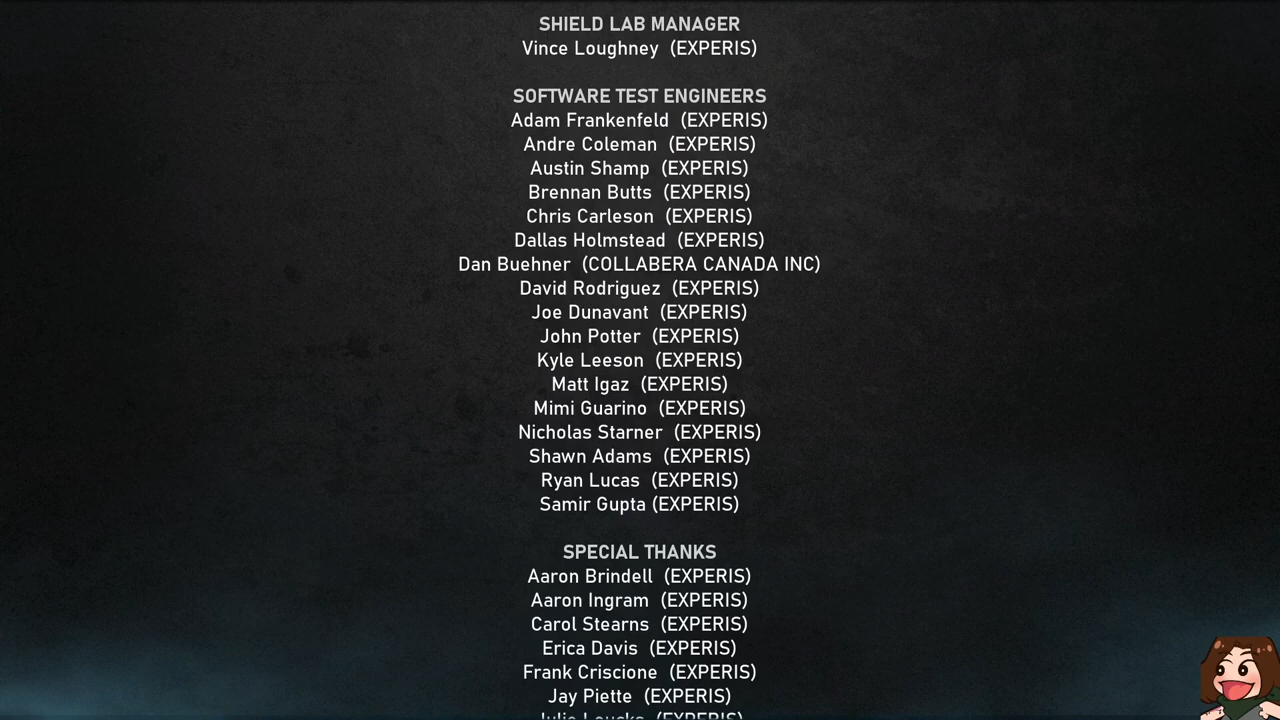 SHIELD LAB MANAGER
Vince Loughney (EXPERIS)
SOFTWARE TEST ENGINEERS
Adam Frankenfeld (EXPERIS)
Andre Coleman (EXPERIS)
Austin Shamp (EXPERIS)
Brennan Butts (EXPERIS)
Chris Carleson (EXPERIS)
Dallas Holmstead (EXPERIS)
Dan Buehner (COLLABERA CANADA INC)
David Rodriguez (EXPERIS)
Joe Dunavant (EXPERIS)
John Potter (EXPERIS)
Kyle Leeson (EXPERIS)
Matt Igaz (EXPERIS)
Mimi Guarino (EXPERIS)
Nicholas Starner (EXPERIS)
Shawn Adams (EXPERIS)
Ryan Lucas (EXPERIS)
Samir Gupta (EXPERIS)
SPECIAL THANKS
Aaron Brindell (EXPERIS)
Aaron Ingram (EXPERIS)
Carol Stearns (EXPERIS)
Erica Davis (EXPERIS)
Frank Criscione (EXPERIS)
Jay Piette (EXPERIS)